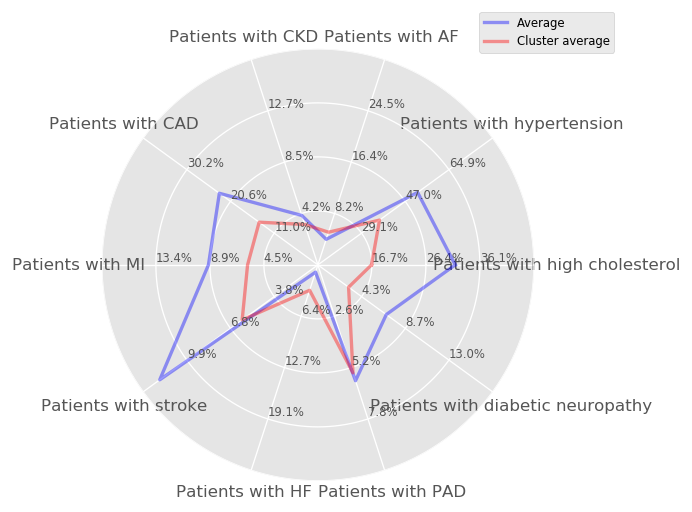 Average
Cluster average
Patients with CKD
Patients with AF
12.7%
24.5%
Patients with CAD
Patients with hypertension
30.2%
8.5%
16.4%
64.9%
20.6%
47.0%
4.2%
8.2%
11.0%
29.1%
Patients with MI
13.4%
8.9%
4.5%
16.7%
26.4%
36.1%
Patients with high cholesterol
3.8%
4.3%
6.4%
2.6%
6.8%
8.7%
9.9%
12.7%
5.2%
13.0%
Patients with stroke
Patients with diabetic neuropathy
19.1%
7.8%
Patients with HF
Patients with PAD